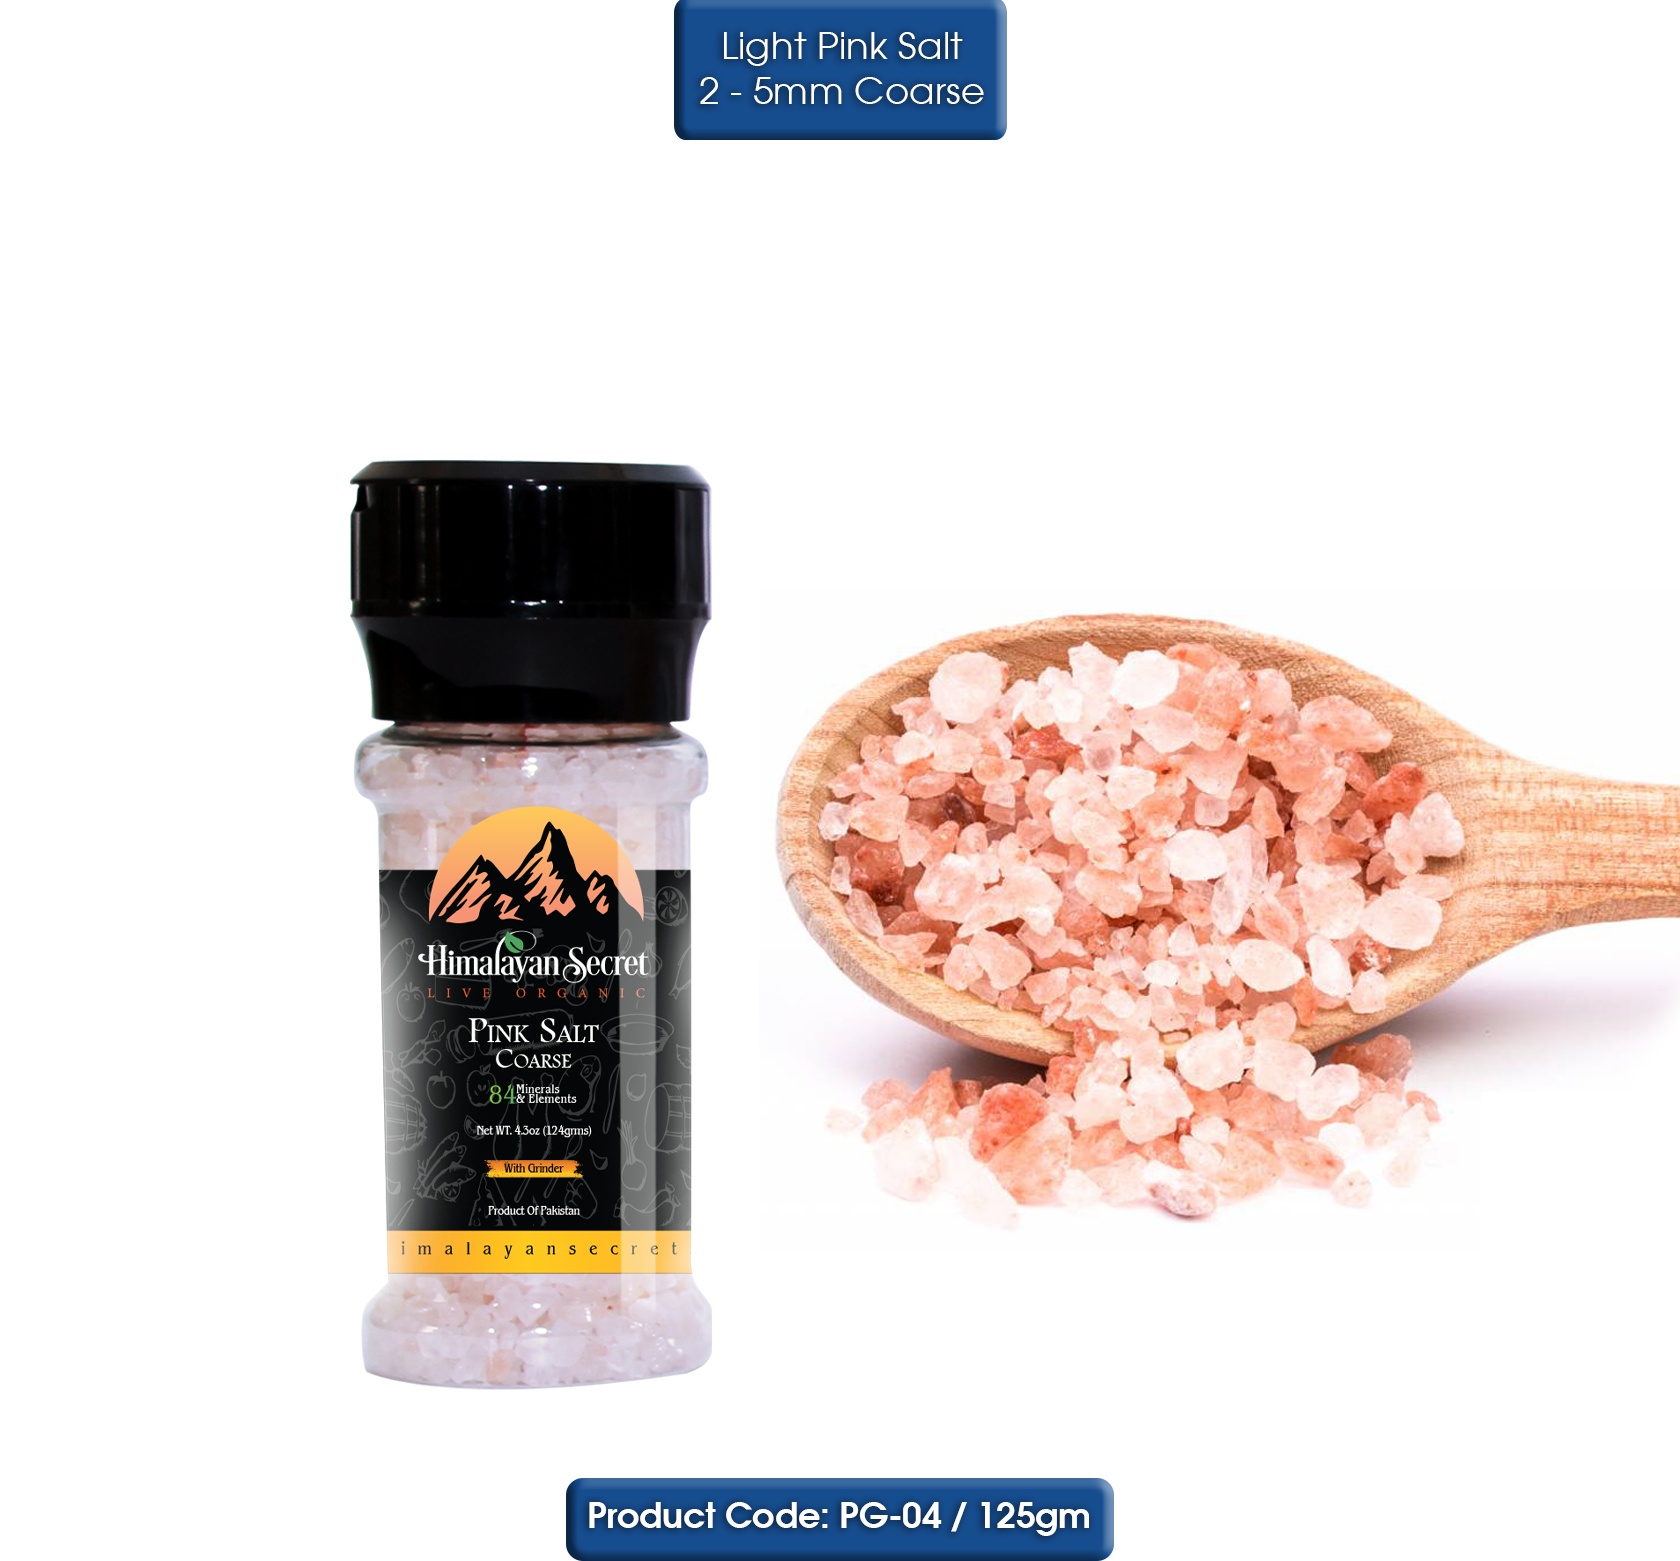 Light Pink Salt
2 - 5mm Coarse
Himalayan Secret
LIVE ORGANIC
PINK SALT
COARSE
84 Minerals
& Elements
Net WT. 4.3oz (124grms)
With Grinder
Product Of Pakistan
imalayansecret
Product Code: PG-04 / 125gm